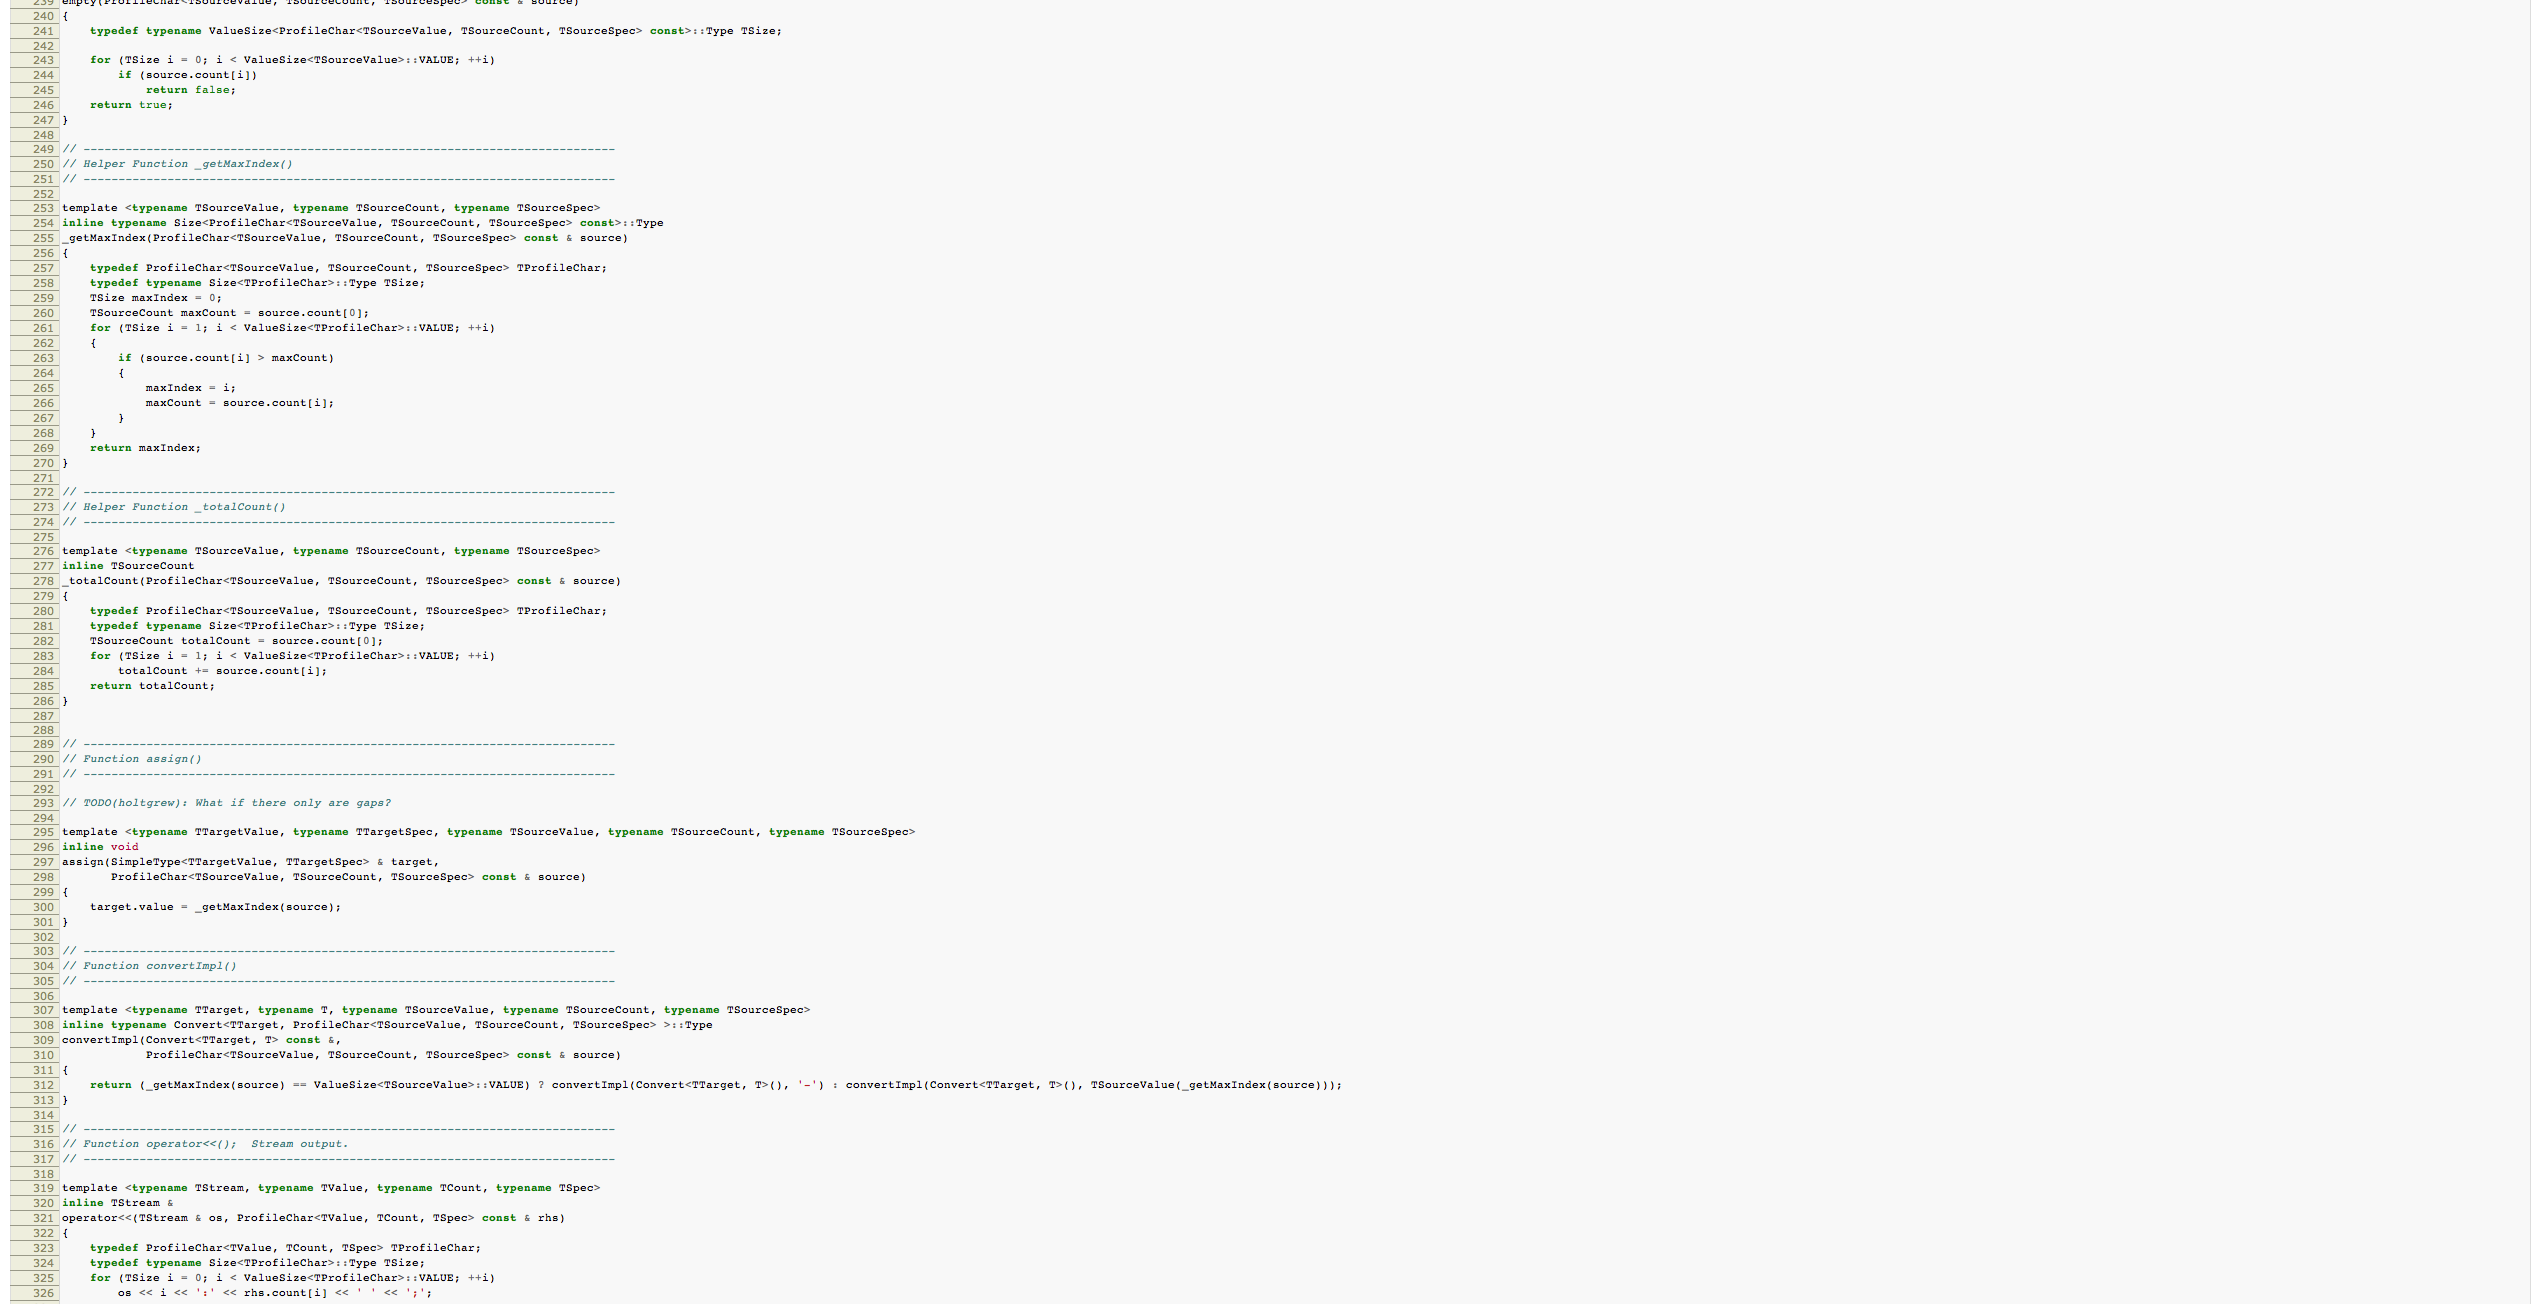 239 empty(ProfileChar<TSourceValue, TSourceCount, TSourceSpec> const & source)
240 {
241     typedef typename ValueSize<ProfileChar<TSourceValue, TSourceCount, TSourceSpec> const>::Type TSize;
242
243     for (TSize i = 0; i < ValueSize<TSourceValue>::VALUE; ++i)
244         if (source.count[i])
245             return false;
246     return true;
247 }
248
249 // ----------------------------------------------------------------------------
250 // Helper Function _getMaxIndex()
251 // ----------------------------------------------------------------------------
252
253 template <typename TSourceValue, typename TSourceCount, typename TSourceSpec>
254 inline typename Size<ProfileChar<TSourceValue, TSourceCount, TSourceSpec> const>::Type
255 _getMaxIndex(ProfileChar<TSourceValue, TSourceCount, TSourceSpec> const & source)
256 {
257     typedef ProfileChar<TSourceValue, TSourceCount, TSourceSpec> TProfileChar;
258     typedef typename Size<TProfileChar>::Type TSize;
259     TSize maxIndex = 0;
260     TSourceCount maxCount = source.count[0];
261     for (TSize i = 1; i < ValueSize<TProfileChar>::VALUE; ++i)
262     {
263         if (source.count[i] > maxCount)
264         {
265             maxIndex = i;
266             maxCount = source.count[i];
267         }
268     }
269     return maxIndex;
270 }
271
272 // ----------------------------------------------------------------------------
273 // Helper Function _totalCount()
274 // ----------------------------------------------------------------------------
275
276 template <typename TSourceValue, typename TSourceCount, typename TSourceSpec>
277 inline TSourceCount
278 _totalCount(ProfileChar<TSourceValue, TSourceCount, TSourceSpec> const & source)
279 {
280     typedef ProfileChar<TSourceValue, TSourceCount, TSourceSpec> TProfileChar;
281     typedef typename Size<TProfileChar>::Type TSize;
282     TSourceCount totalCount = source.count[0];
283     for (TSize i = 1; i < ValueSize<TProfileChar>::VALUE; ++i)
284         totalCount += source.count[i];
285     return totalCount;
286 }
287
288
289 // ----------------------------------------------------------------------------
290 // Function assign()
291 // ----------------------------------------------------------------------------
292
293 // TODO(holtgrew): What if there only are gaps?
294
295 template <typename TTargetValue, typename TTargetSpec, typename TSourceValue, typename TSourceCount, typename TSourceSpec>
296 inline void
297 assign(SimpleType<TTargetValue, TTargetSpec> & target,
298        ProfileChar<TSourceValue, TSourceCount, TSourceSpec> const & source)
299 {
300     target.value = _getMaxIndex(source);
301 }
302
303 // ----------------------------------------------------------------------------
304 // Function convertImpl()
305 // ----------------------------------------------------------------------------
306
307 template <typename TTarget, typename T, typename TSourceValue, typename TSourceCount, typename TSourceSpec>
308 inline typename Convert<TTarget, ProfileChar<TSourceValue, TSourceCount, TSourceSpec> >::Type
309 convertImpl(Convert<TTarget, T> const &,
310             ProfileChar<TSourceValue, TSourceCount, TSourceSpec> const & source)
311 {
312     return (_getMaxIndex(source) == ValueSize<TSourceValue>::VALUE) ? convertImpl(Convert<TTarget, T>(), '-') : convertImpl(Convert<TTarget, T>(), TSourceValue(_getMaxIndex(source)));
313 }
314
315 // ----------------------------------------------------------------------------
316 // Function operator<<();  Stream output.
317 // ----------------------------------------------------------------------------
318
319 template <typename TStream, typename TValue, typename TCount, typename TSpec>
320 inline TStream &
321 operator<<(TStream & os, ProfileChar<TValue, TCount, TSpec> const & rhs)
322 {
323     typedef ProfileChar<TValue, TCount, TSpec> TProfileChar;
324     typedef typename Size<TProfileChar>::Type TSize;
325     for (TSize i = 0; i < ValueSize<TProfileChar>::VALUE; ++i)
326         os << i << ':' << rhs.count[i] << ' ' << ';';